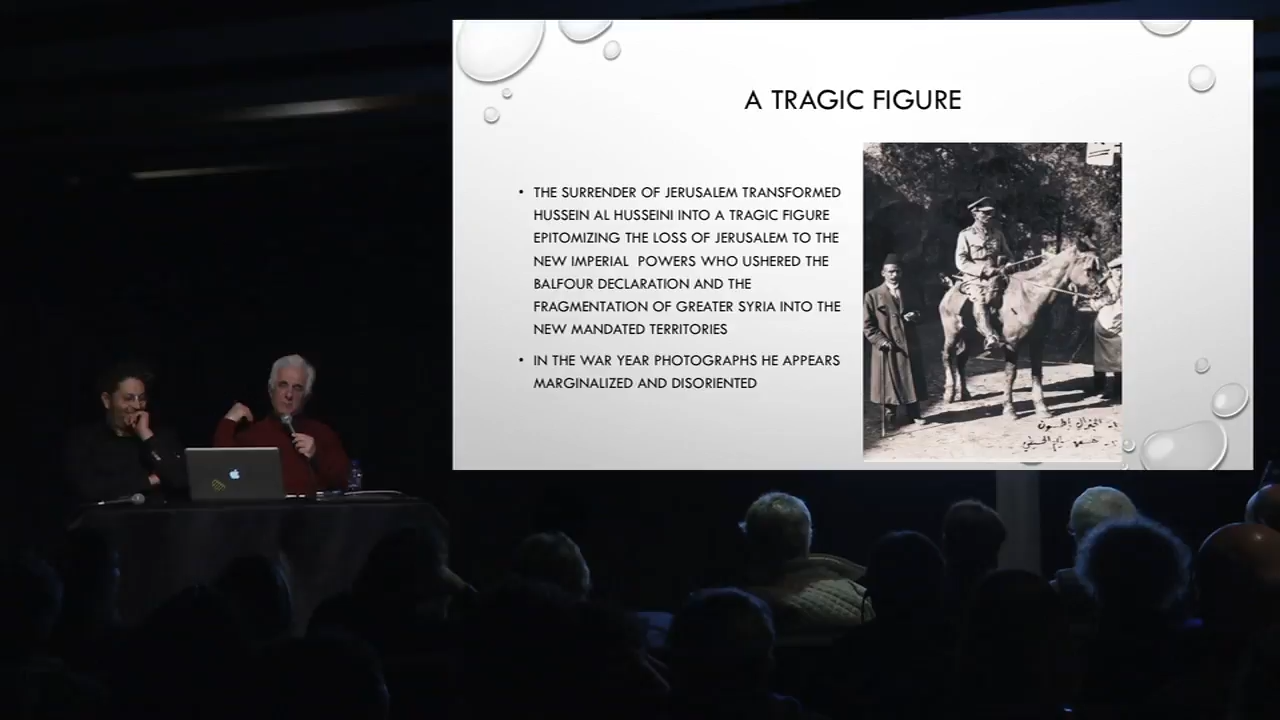 A TRAGIC FIGURE
• THE SURRENDER OF JERUSALEM TRANSFORMED
HUSSEIN AL HUSSEINI INTO A TRAGIC FIGURE
EPITOMIZING THE LOSS OF JERUSALEM TO THE
NEW IMPERIAL POWERS WHO USHERED THE
BALFOUR DECLARATION AND THE
FRAGMENTATION OF GREATER SYRIA INTO THE
NEW MANDATED TERRITORIES
• IN THE WAR YEAR PHOTOGRAPHS HE APPEARS
MARGINALIZED AND DISORIENTED